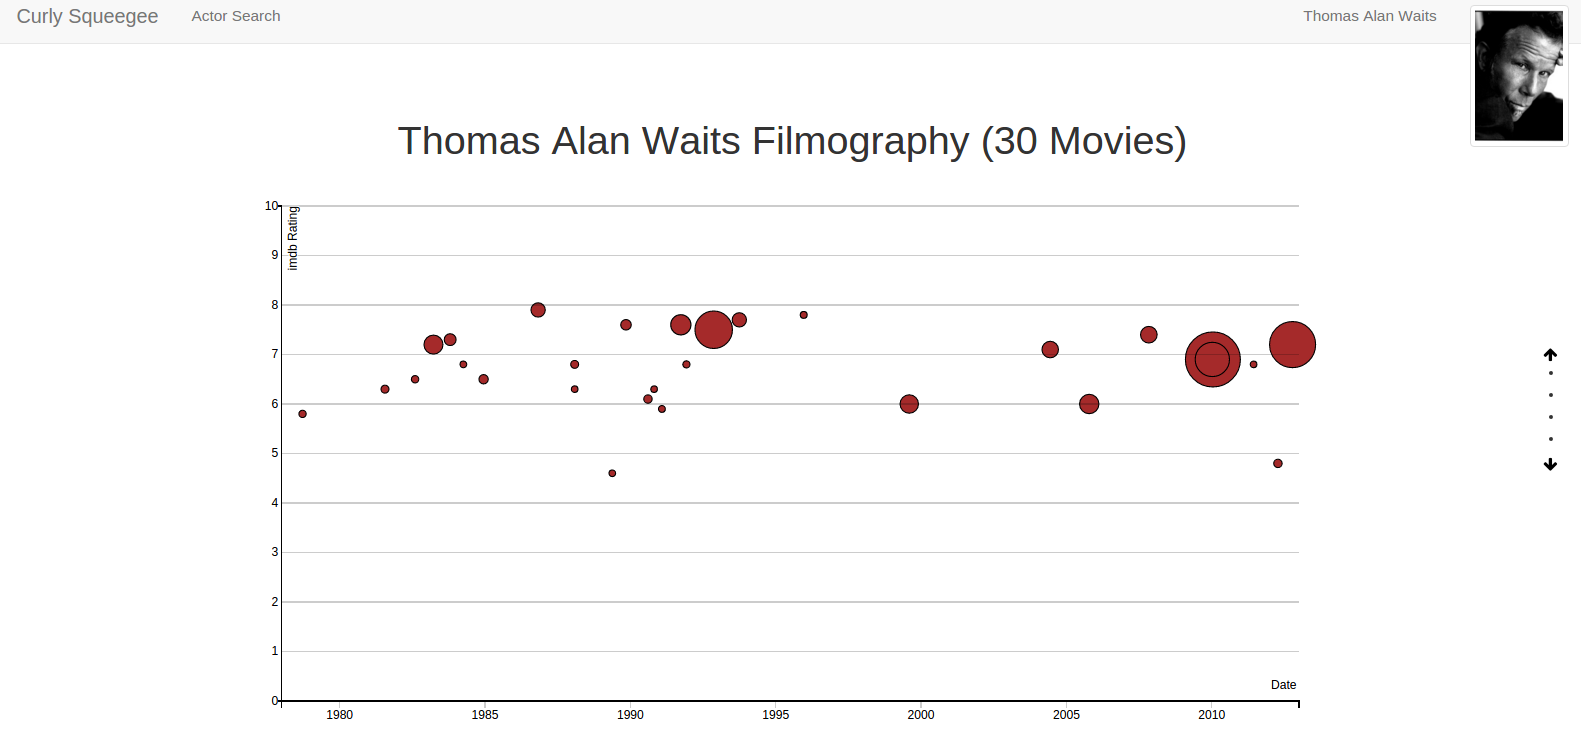 Curly Squeegee Actor Search Thomas Alan Waits
Thomas Alan Waits Filmography (30 Movies)
10
imdb Rating
9
8
7
6
5
4
3
2
1
Date
0
1980 1985 1990 1995 2000 2005 2010